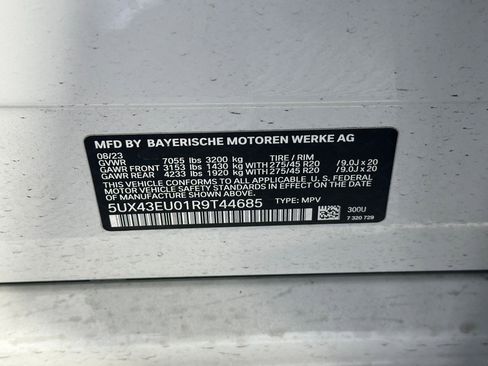 MFD BY BAYERISCHE MOTOREN WERKE AG
08/23 7055 lbs 3200 kg TIRE / RIM
GVWR
GAWR FRONT 3153 lbs 1430 kg WITH 275/45 R20 /9.0J x 20
GAWR REAR 4233 lbs 1920 kg WITH 275/45 R20 /9.0J x 20
THIS VEHICLE CONFORMS TO ALL APPLICABLE U. S. FEDERAL
MOTOR VEHICLE SAFETY STANDARDS IN EFFECT ON THE DATE
OF MANUFACTURE SHOWN ABOVE.
5UX43EU01R9T44685 TYPE: MPV
300U
7 320 729